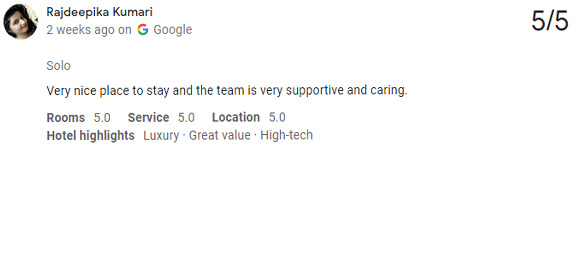 Rajdeepika Kumari
5/5
2 weeks ago on Google
Solo
Very nice place to stay and the team is very supportive and caring.
Rooms 5.0 Service 5.0 Location 5.0
Hotel highlights Luxury · Great value · High-tech